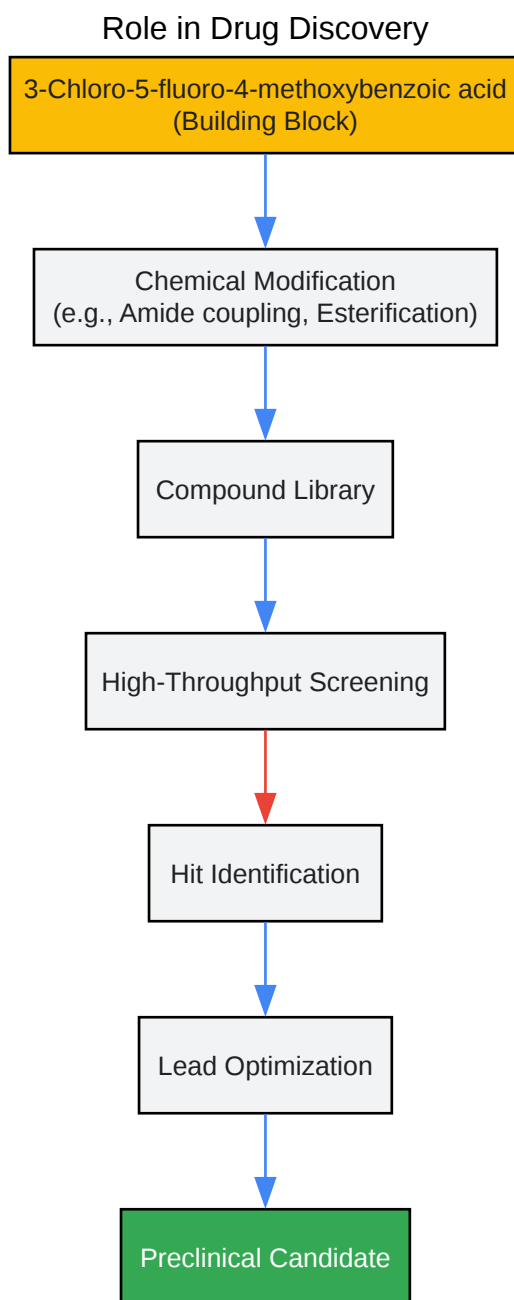 Role in Drug Discovery
3-Chloro-5-fluoro-4-methoxybenzoic acid
(Building Block)
Chemical Modification
(e.g., Amide coupling, Esterification)
Compound Library
High-Throughput Screening
Hit Identification
Lead Optimization
Preclinical Candidate